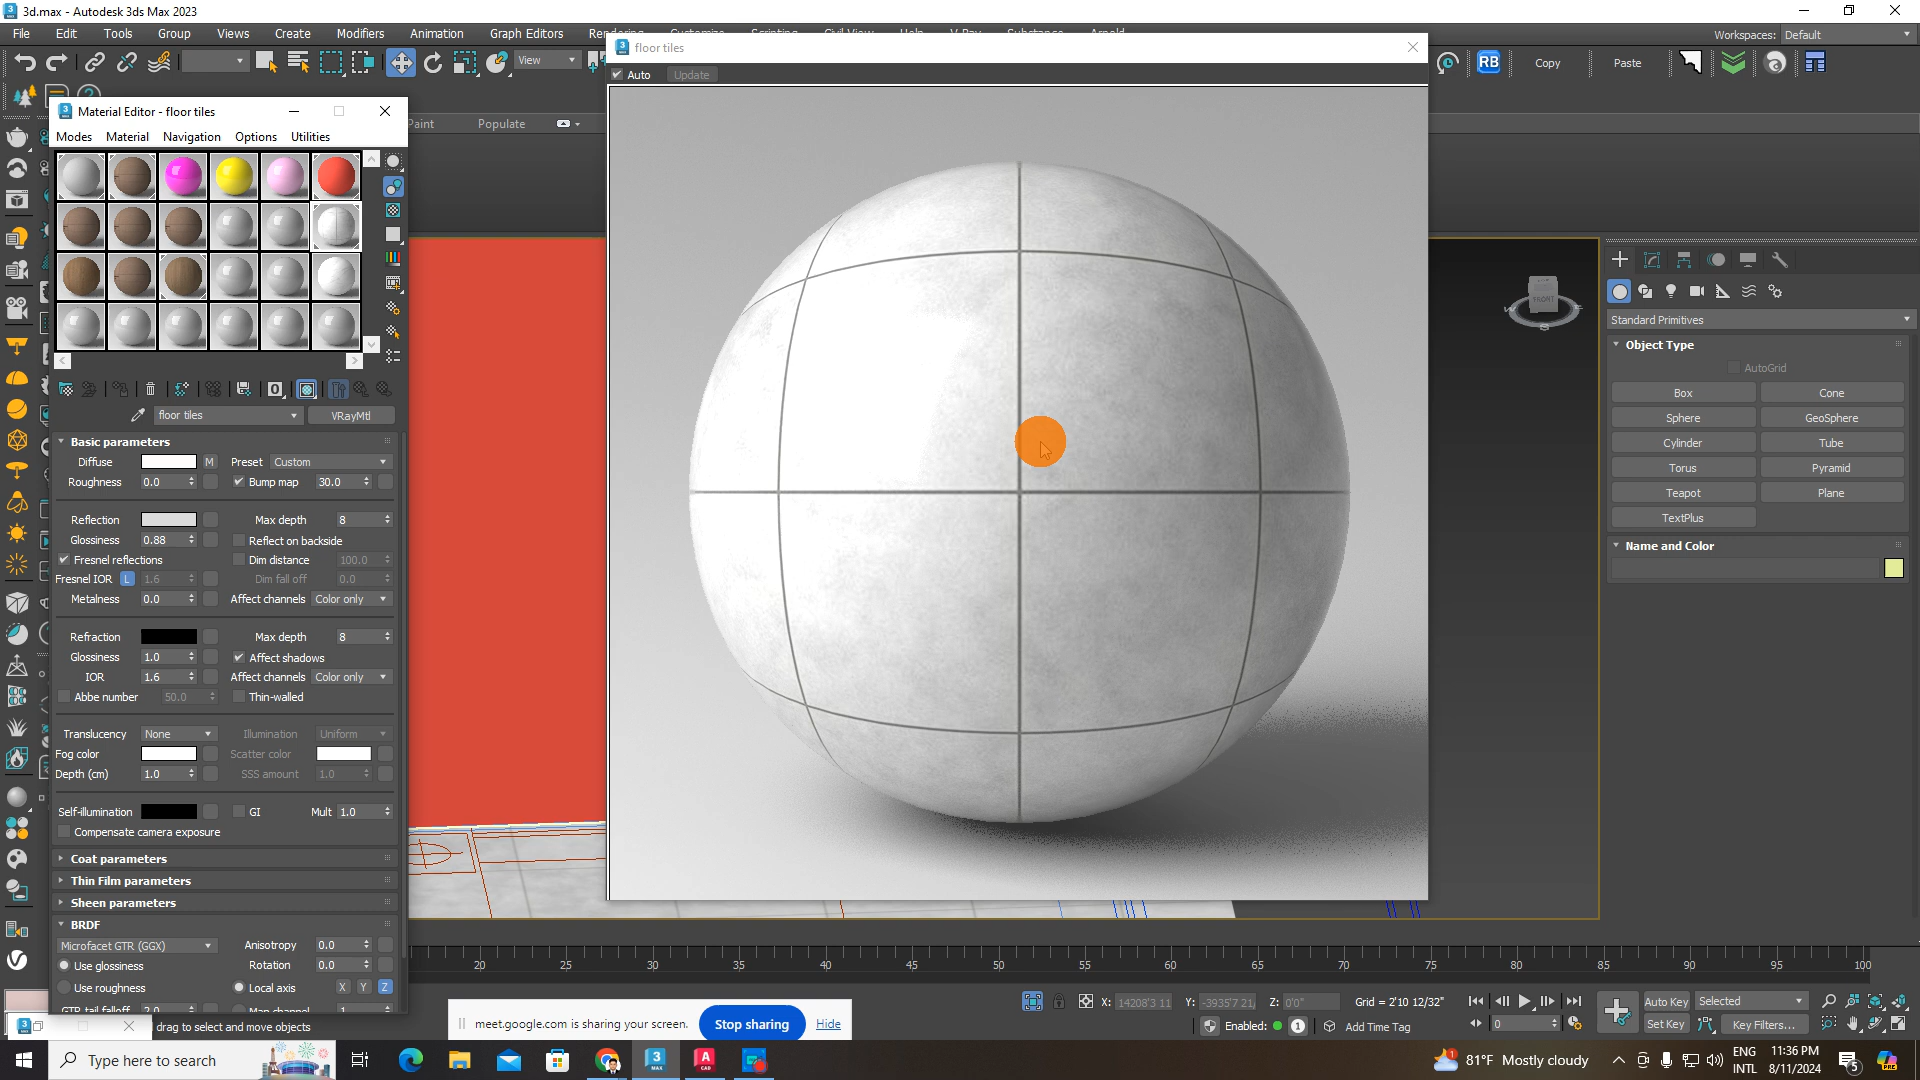 3d.max - Autodesk 3ds Max 2023
File Edit Tools Group Views Create Modifiers Animation Graph Editors Rendering Customize Scripting Civil View Help V-Ray Substance Arnold
Workspaces: Default
View
floor tiles
Auto Update
RB Copy Paste
Material Editor - floor tiles
Paint Populate
Modes Material Navigation Options Utilities
FRONT
S
Standard Primitives
Object Type
AutoGrid
Box Cone
Sphere GeoSphere
Cylinder Tube
Torus Pyramid
Teapot Plane
TextPlus
Name and Color
floor tiles VRayMtl
Basic parameters
Diffuse M Preset Custom
Roughness 0.0 Bump map 30.0
Reflection Max depth 8
Glossiness 0.88 Reflect on backside
Fresnel reflections Dim distance 100.0
Fresnel IOR L 1.6 Dim fall off 0.0
Metalness 0.0 Affect channels Color only
Refraction Max depth 8
Glossiness 1.0 Affect shadows
IOR 1.6 Affect channels Color only
Abbe number 50.0 Thin-walled
Translucency None Illumination Uniform
Fog color Scatter color
Depth (cm) 1.0 SSS amount 1.0
Self-illumination GI Mult 1.0
Compensate camera exposure
Coat parameters
Thin Film parameters
Sheen parameters
BRDF
Microfacet GTR (GGX) Anisotropy 0.0
Use glossiness Rotation 0.0
Use roughness Local axis X Y Z
GTR tail falloff 2.0 Map channel 1
20 25 30 35 40 45 50 55 60 65 70 75 80 85 90 95 100
X: 14208'3 11 Y: -3935'7 21/ Z: 0'0" Grid = 2'10 12/32"
Auto Key Selected
drag to select and move objects
meet.google.com is sharing your screen. Stop sharing Hide
Enabled: 1 Add Time Tag
0
Set Key Key Filters...
Type here to search
81°F Mostly cloudy
ENG
INTL
11:36 PM
8/11/2024
5